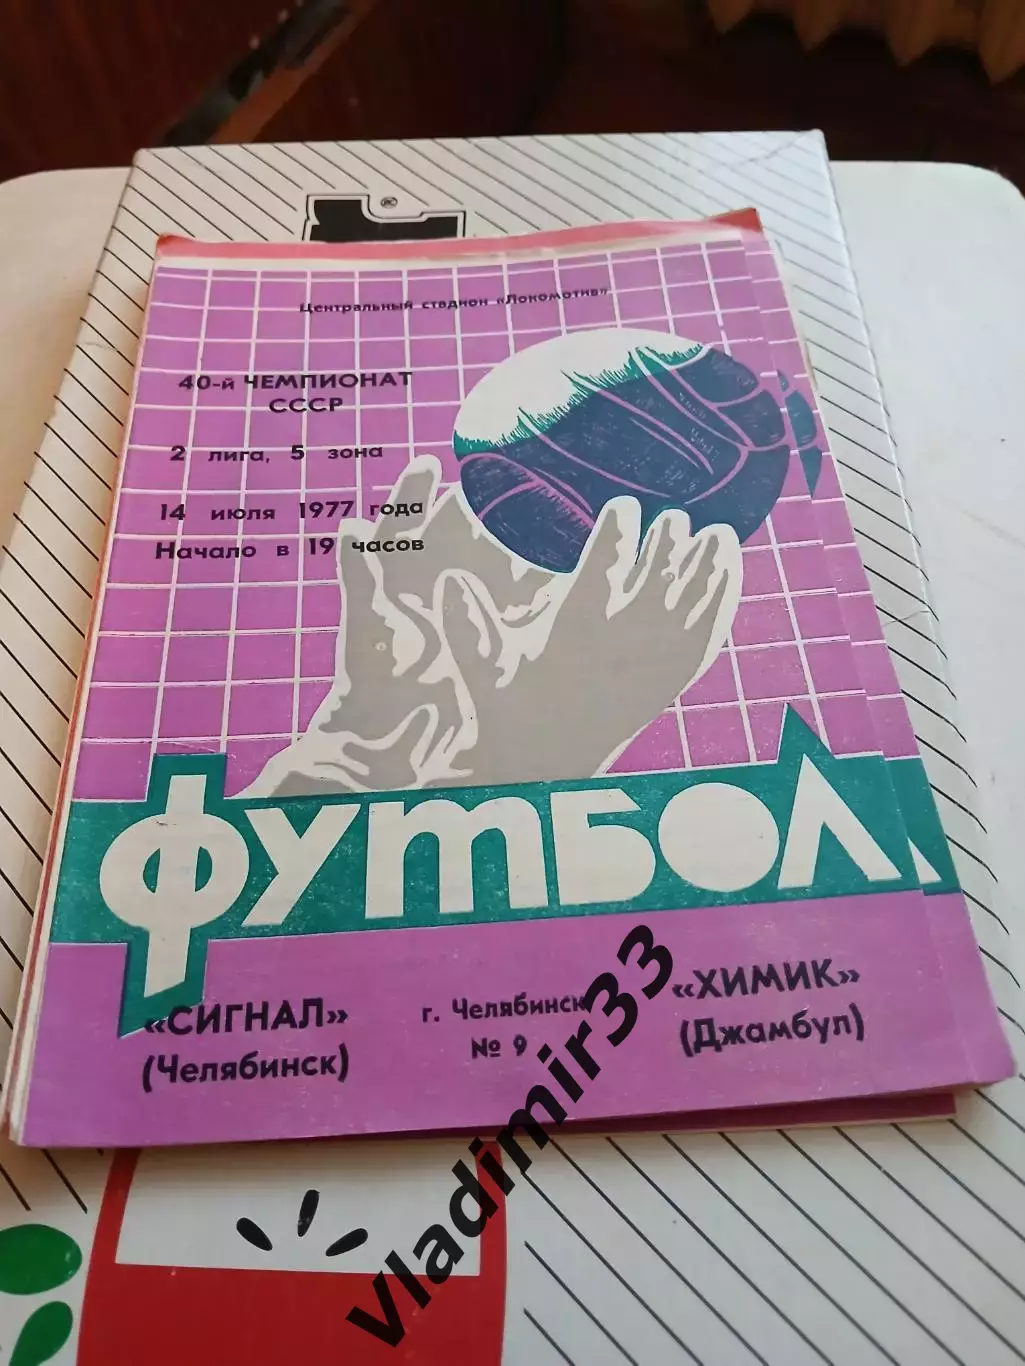 ®
Центральный стадион «Локомотив»
40-й ЧЕМПИОНАТ
СССР
2 лига, 5 зона
14 июля 1977 года
Начало в 19 часов
ФУТБОЛ
«СИГНАЛ»
(Челябинск)
г. Челябинск
№ 9
«ХИМИК»
(Джамбул)
Vladimir33